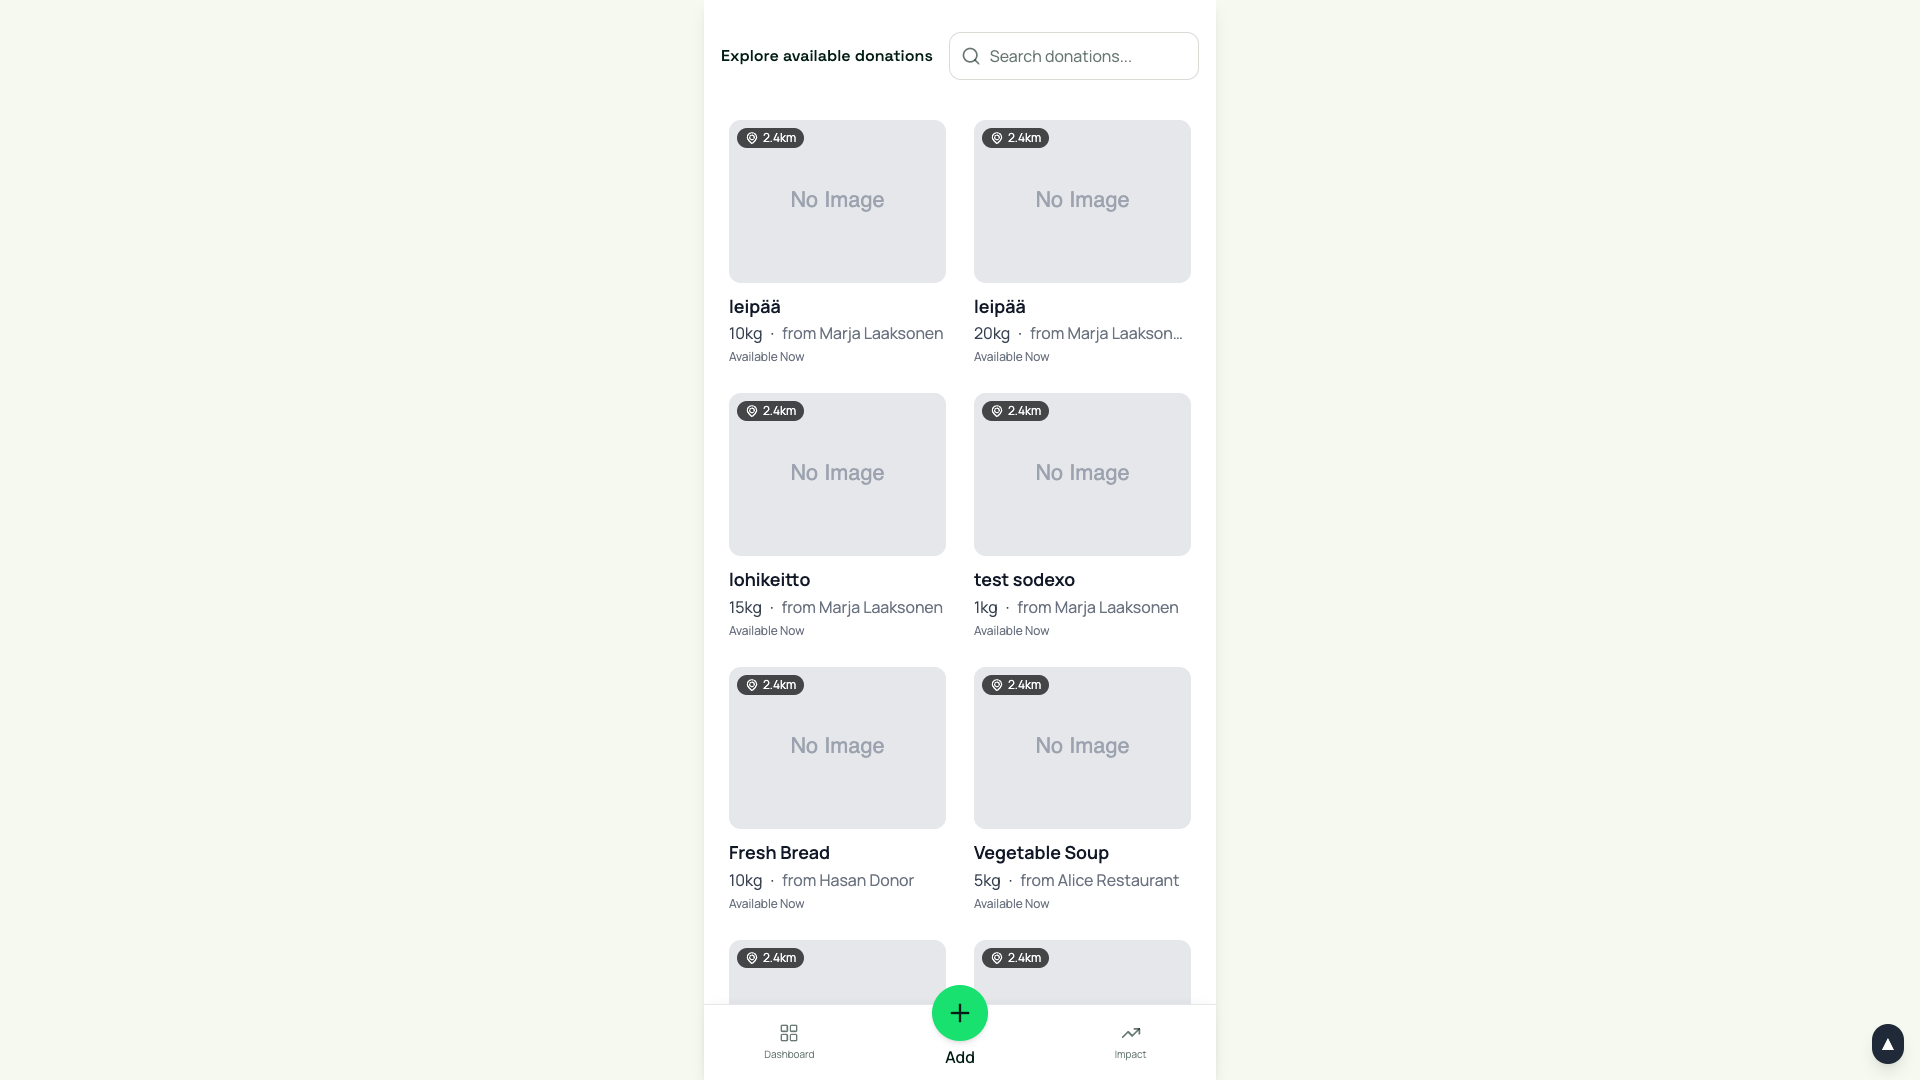 Explore available donations
Search donations...
2.4km
2.4km
No Image
No Image
leipää
leipää
10kg · from Marja Laaksonen
20kg · from Marja Laakson...
Available Now
Available Now
2.4km
2.4km
No Image
No Image
lohikeitto
test sodexo
15kg · from Marja Laaksonen
1kg · from Marja Laaksonen
Available Now
Available Now
2.4km
2.4km
No Image
No Image
Fresh Bread
Vegetable Soup
10kg · from Hasan Donor
5kg · from Alice Restaurant
Available Now
Available Now
2.4km
2.4km
Dashboard
Add
Impact